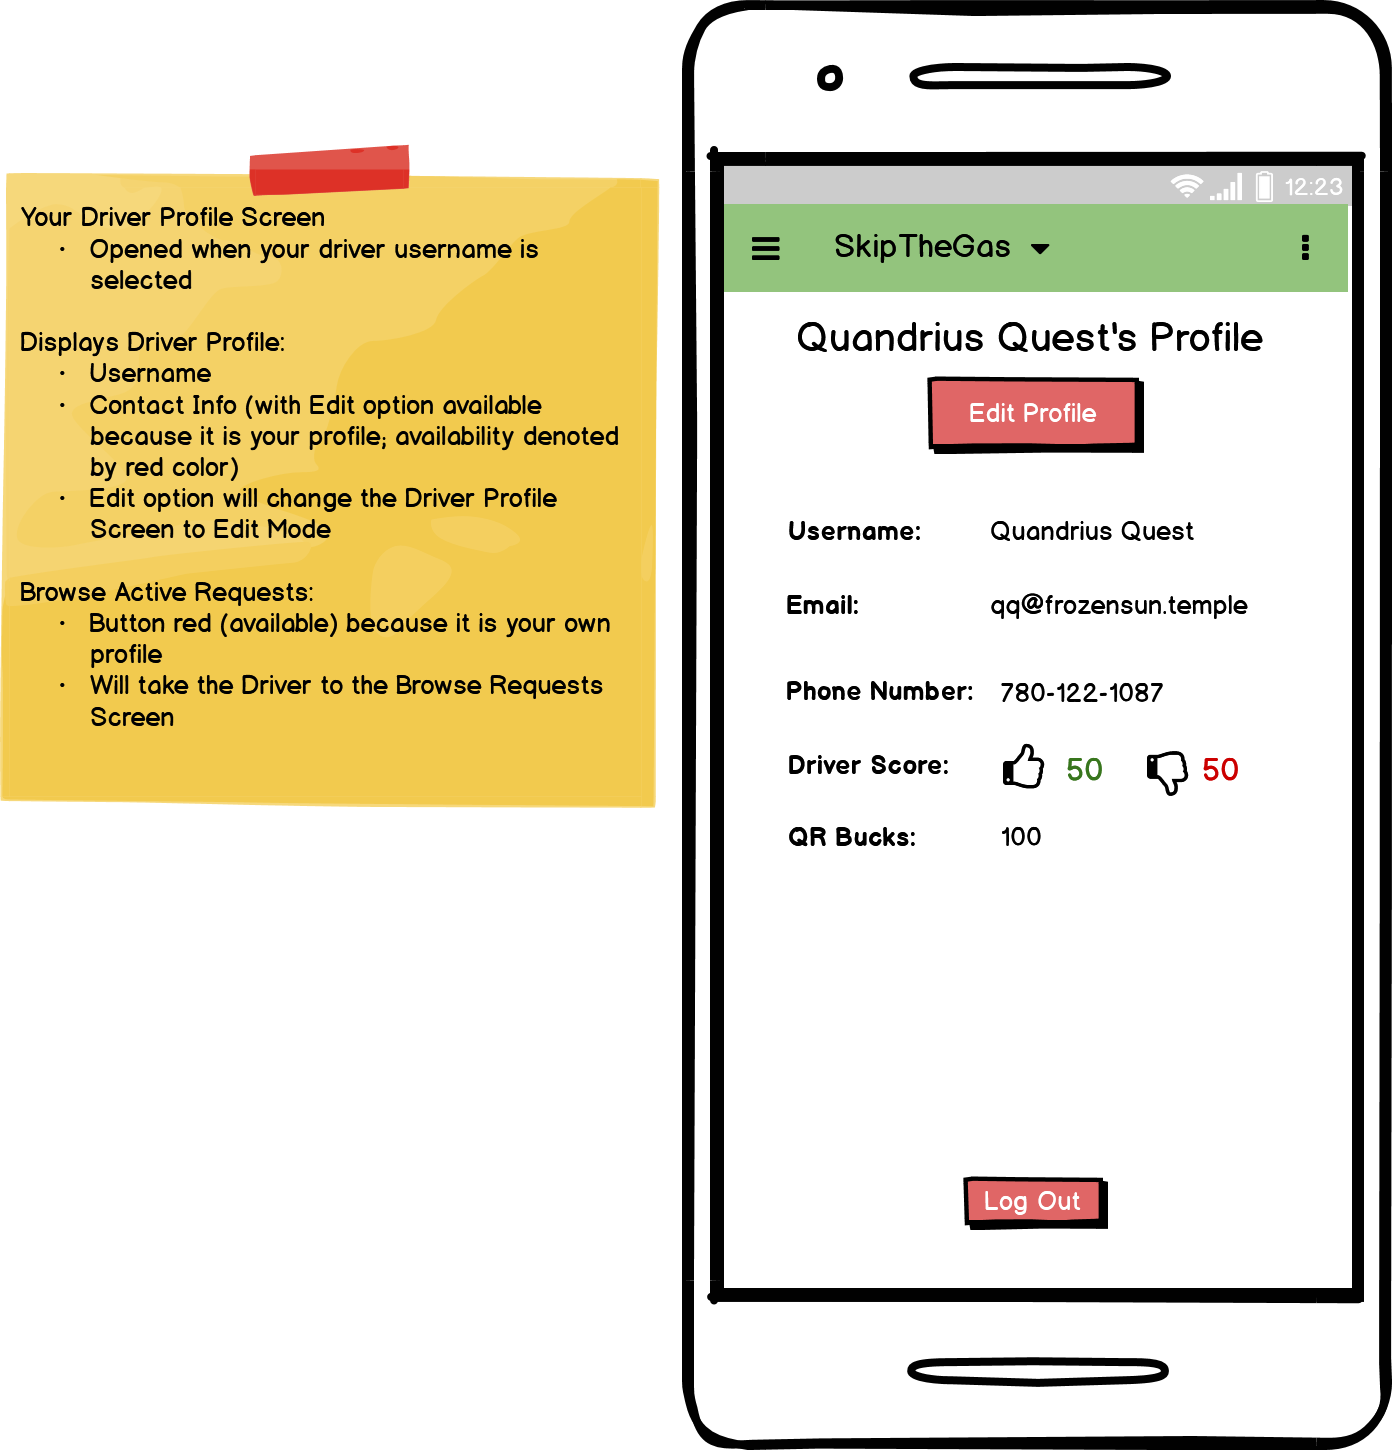 Your Driver Profile Screen
· Opened when your driver username is
selected
Displays Driver Profile:
· Username
· Contact Info (with Edit option available
because it is your profile; availability denoted
by red color)
· Edit option will change the Driver Profile
Screen to Edit Mode
Browse Active Requests:
· Button red (available) because it is your own
profile
· Will take the Driver to the Browse Requests
Screen
12:23
SkipTheGas
Quandrius Quest's Profile
Edit Profile
Username: Quandrius Quest
Email: qq@frozensun.temple
Phone Number: 780-122-1087
Driver Score: 50 50
QR Bucks: 100
Log Out